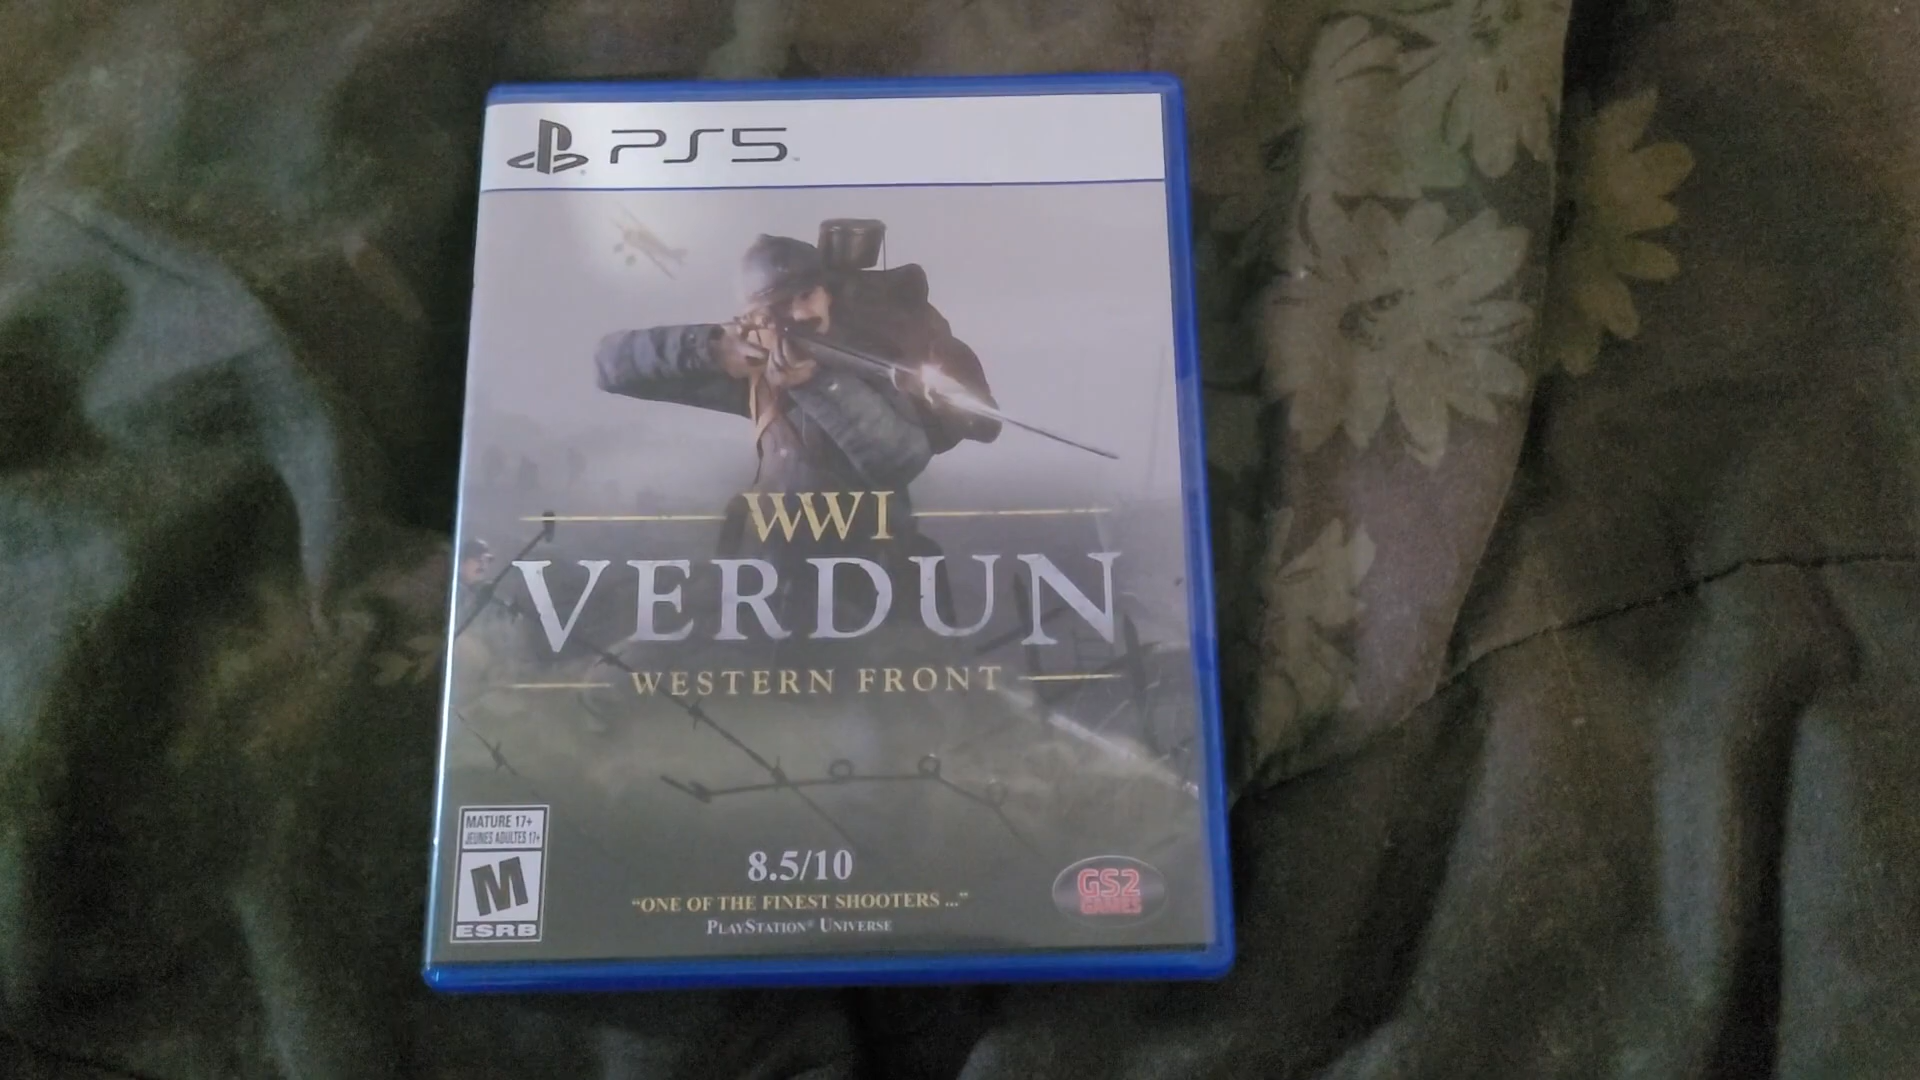 PS5
WWI
VERDUN
WESTERN FRONT
MATURE 17+
JEUNES ADULTES 17+
M
ESRB
8.5/10
“ONE OF THE FINEST SHOOTERS ...”
PLAYSTATION® UNIVERSE
GS2
GAMES